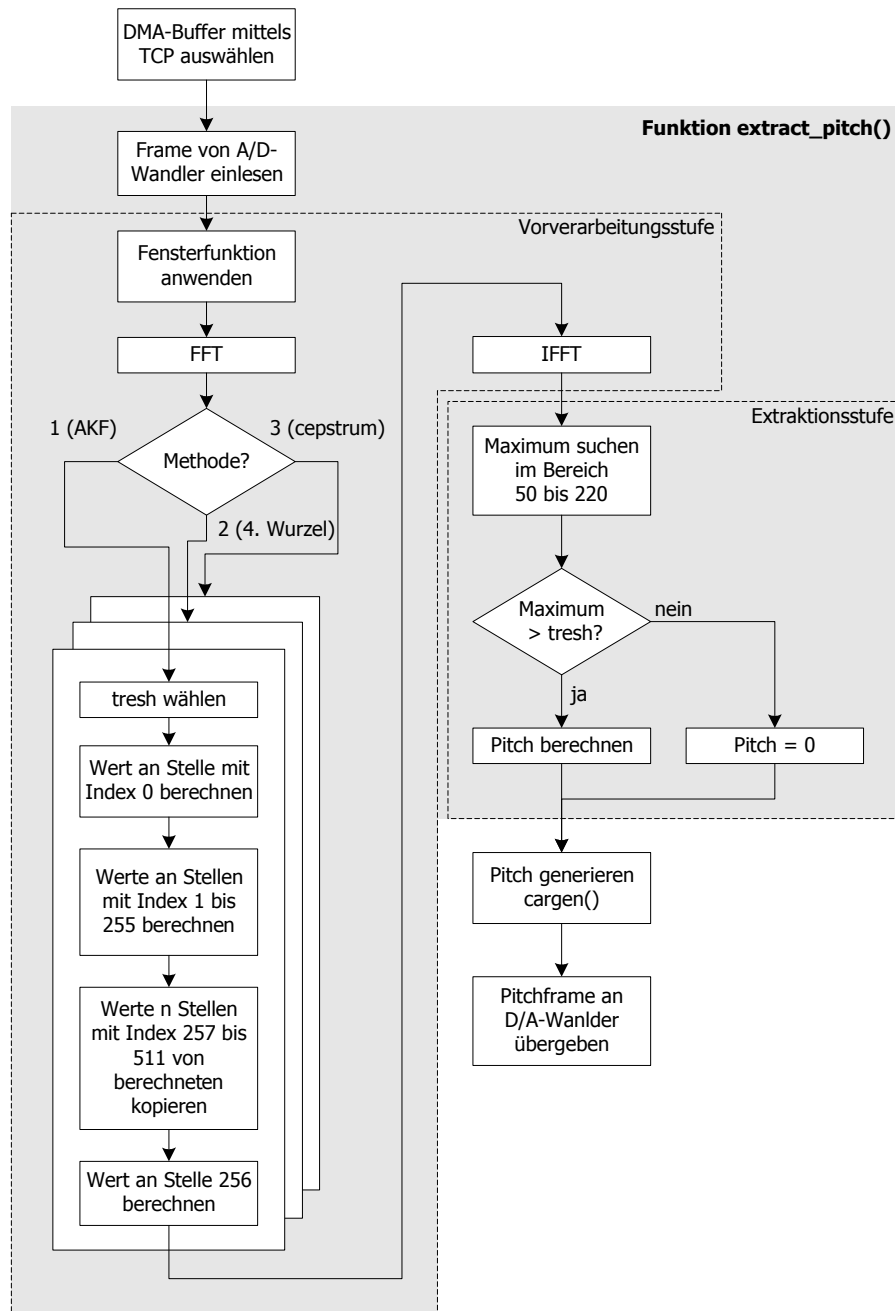 DMA-Buffer mittels
TCP auswählen
Funktion extract_pitch()
Frame von A/D-
Wandler einlesen
Vorverarbeitungsstufe
Fensterfunktion
anwenden
FFT
1 (AKF)
3 (cepstrum)
Methode?
2 (4. Wurzel)
tresh wählen
Wert an Stelle mit
Index 0 berechnen
Werte an Stellen
mit Index 1 bis
255 berechnen
Werte n Stellen
mit Index 257 bis
511 von
berechneten
kopieren
Wert an Stelle 256
berechnen
IFFT
Extraktionsstufe
Maximum suchen
im Bereich
50 bis 220
Maximum
> tresh?
nein
ja
Pitch berechnen
Pitch = 0
Pitch generieren
cargen()
Pitchframe an
D/A-Wanlder
übergeben